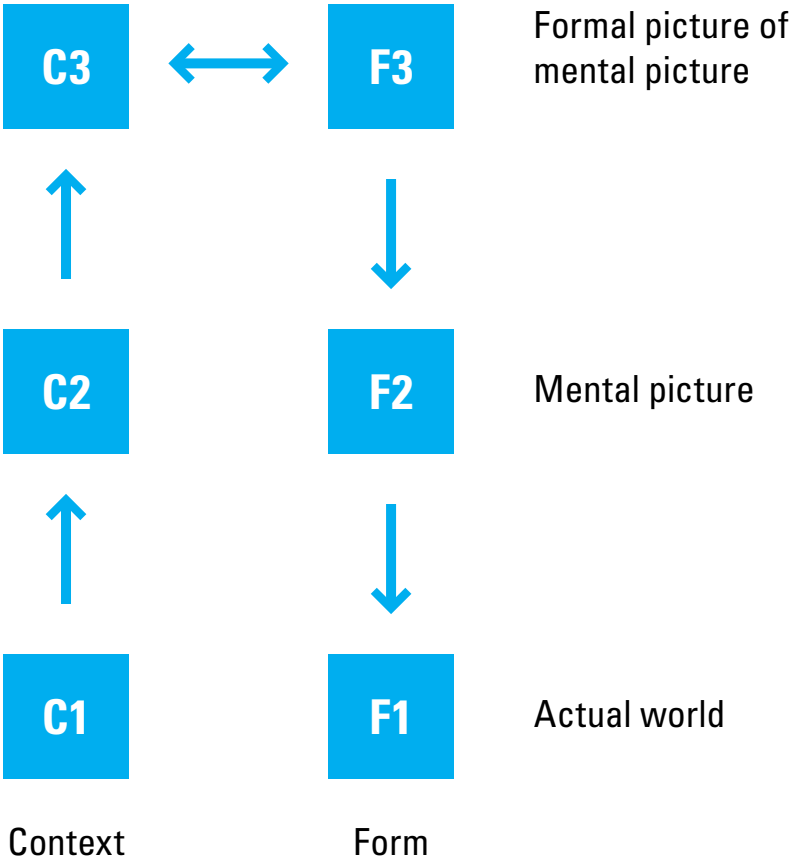 C3
F3
Formal picture of
mental picture
C2
F2
Mental picture
C1
F1
Actual world
Context
Form